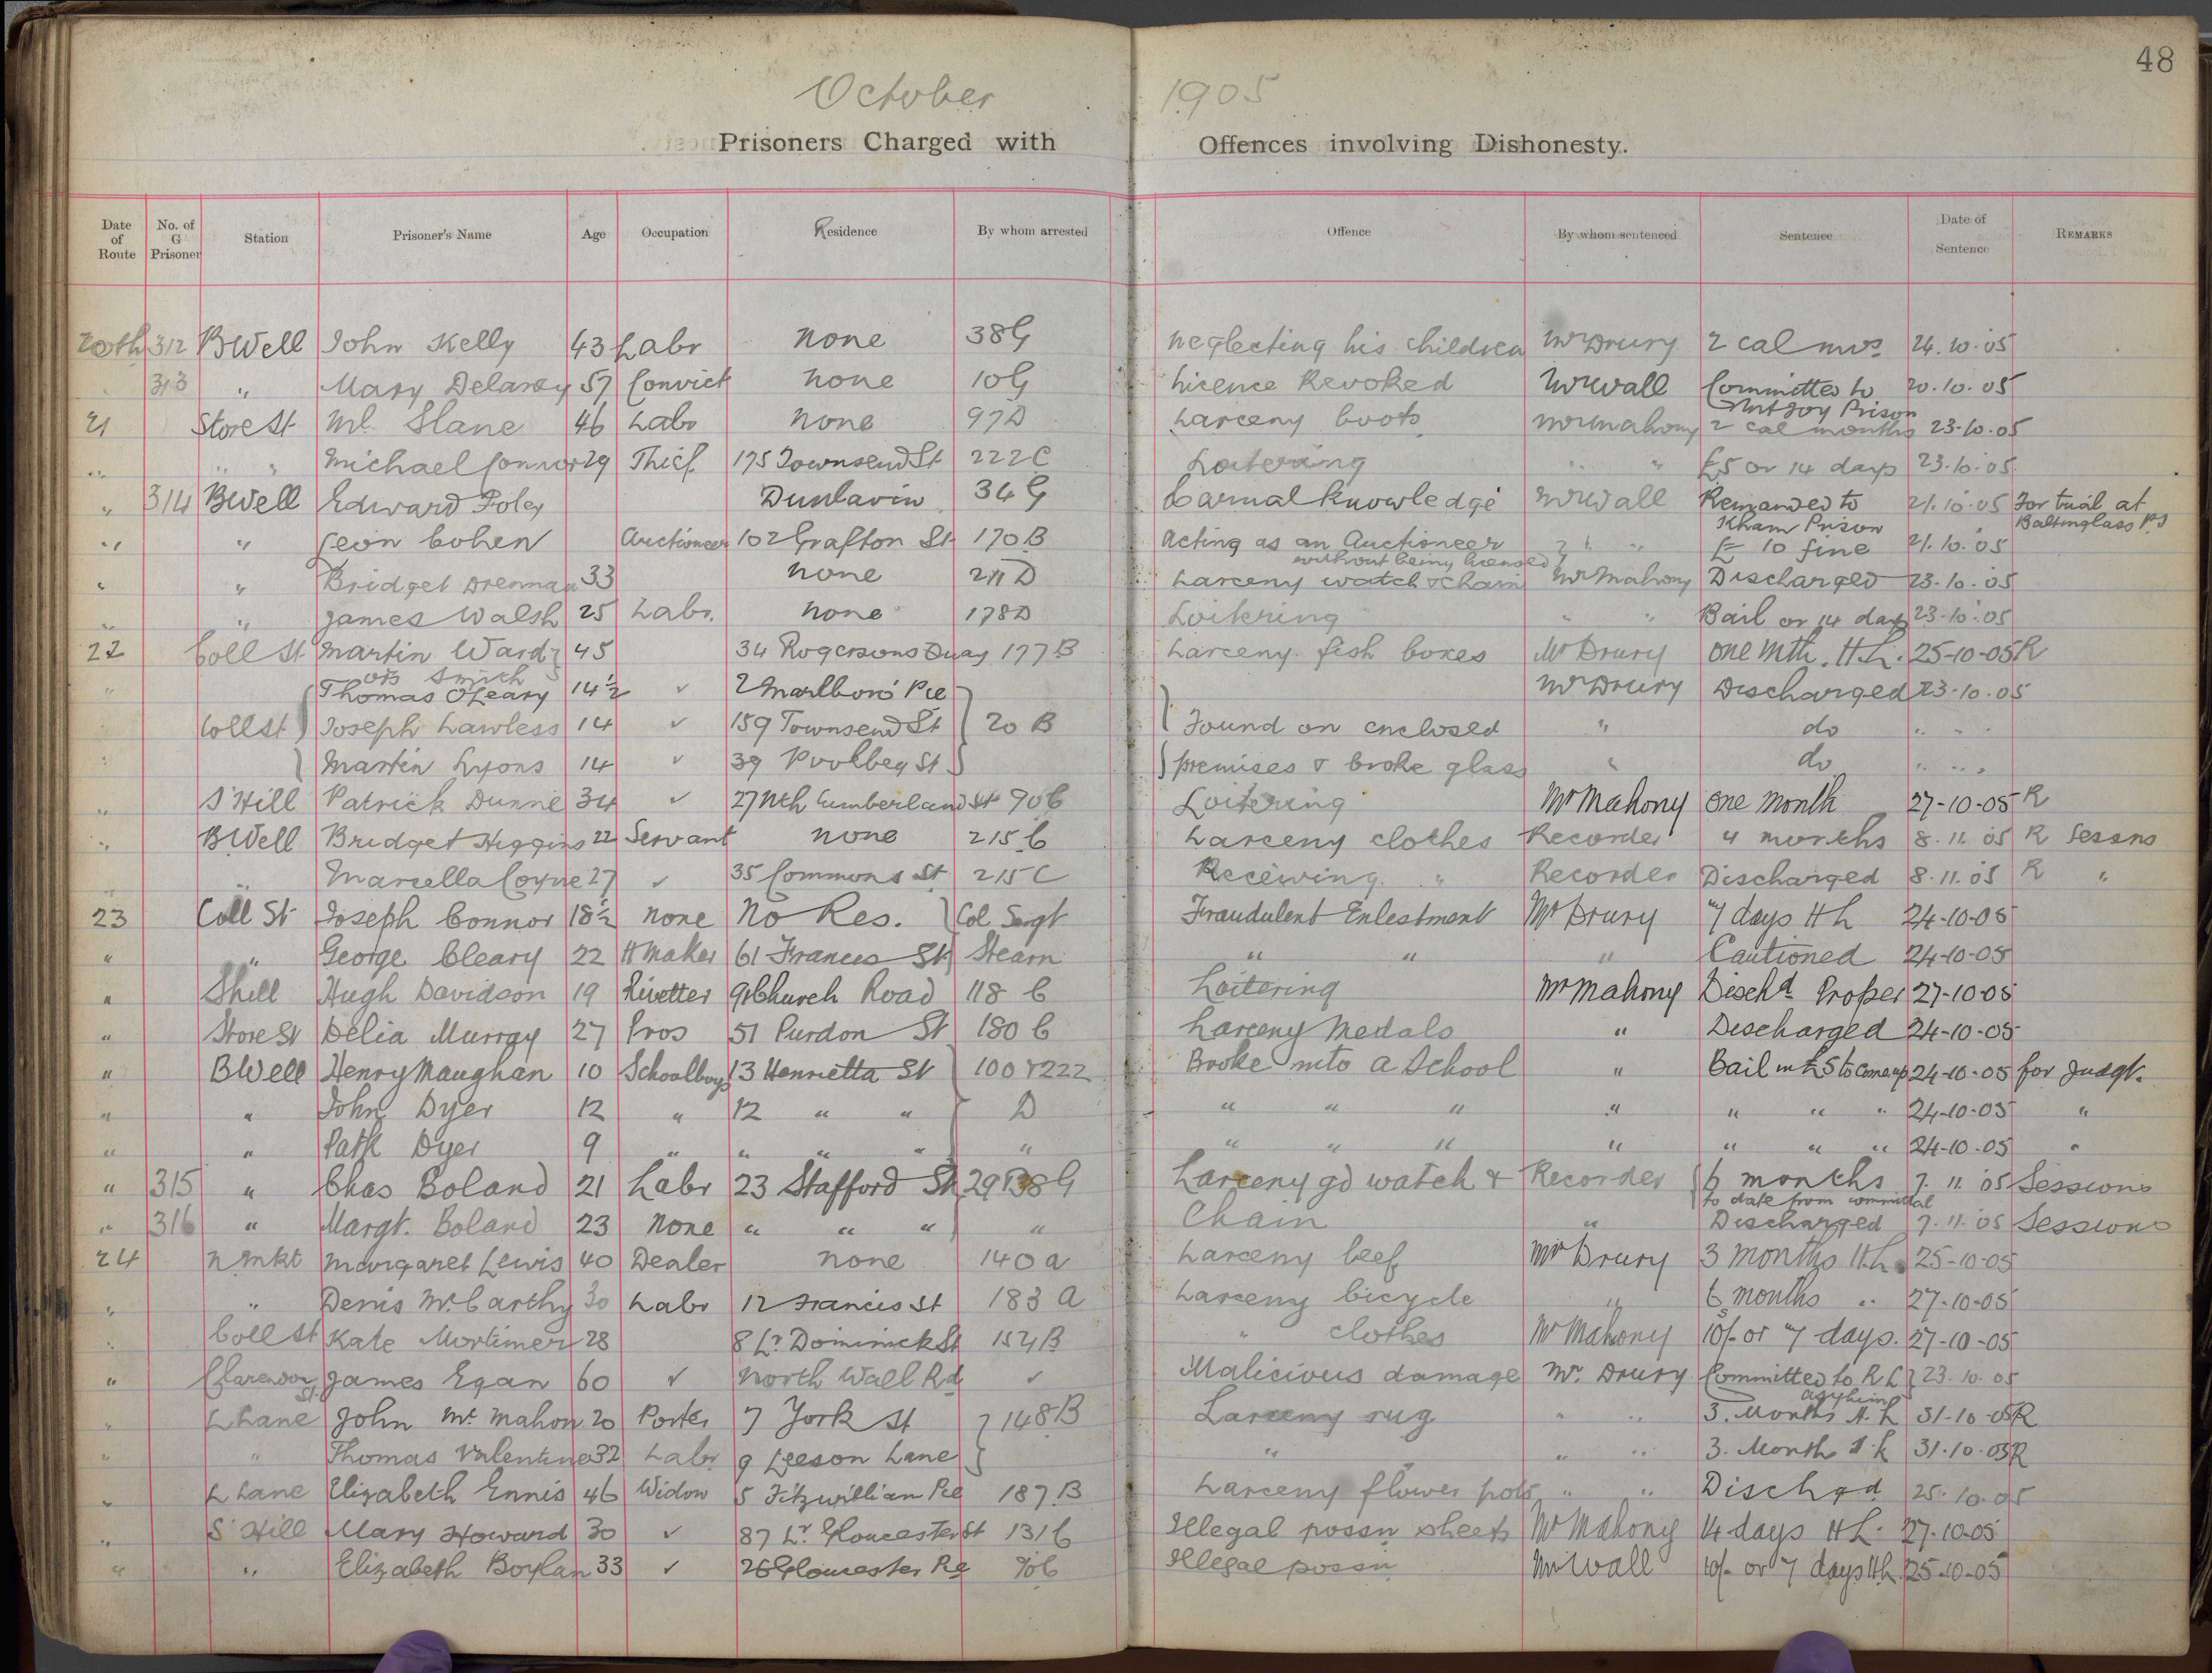 48
October 1905
Prisoners Charged with Offences involving Dishonesty.
Date of Route No. of G Prisoner Station Prisoner's Name Age Occupation Residence By whom arrested Offence By whom sentenced Sentence Date of Sentence REMARKS
20th 312 BWell John Kelly 43 Labr none 38G neglecting his children Mr Drury 2 cal mos 24.10.05
313 " Mary Delaney 57 Convict none 10G Licence Revoked Mr Wall Committed to 20.10.05
Mntjoy Prison
21 Store St Ml Slane 46 Labr none 97D Larceny boots Mr Mahony 2 cal months 23.10.05
" " " Michael Connor 29 Thief 175 Townsend St 222C Loitering " " £5 or 14 days 23.10.05
" 314 BWell Edward Foley Dunlavin 34G Carnal knowledge Mr Wall Remanded to 21.10.05 For trial at
Kham Prison Baltinglass PS
" " Leon Cohen Auctioneer 102 Grafton St 170B Acting as an Auctioneer " " £10 fine 21.10.05
without being licensed
" " Bridget Drennan 33 none 211D Larceny watch & chain Mr Mahony Discharged 23.10.05
" " James Walsh 25 Labr. none 178D Loitering " " Bail or 14 days 23.10.05
22 Coll St Martin Ward 45 34 Rogersons Quay 177B Larceny fish boxes Mr Drury one Mth. H.L. 25-10-05 R
ors Smith
" Thomas O'Leary 14½ ✓ 2 Marlboro' Pce Mr Drury Discharged 23.10.05
Coll St Joseph Lawless 14 ✓ 159 Townsend St 20 B Found on enclosed " do " " "
" Martin Lyons 14 ✓ 39 Poolbeg St premises & broke glass " do " " "
" S'Hill Patrick Dunne 34 ✓ 27 Nth Cumberland St 90C Loitering Mr Mahony one Month 27-10-05 R
" BWell Bridget Higgins 22 Servant none 215C Larceny clothes Recorder 4 months 8.11.05 R Sessns
" " Marcella Coyne 27 ✓ 35 Commons St 215C Receiving " Recorder Discharged 8.11.05 R "
23 Coll St Joseph Connor 18½ none No Res. Col Sergt Fraudulent Enlestment Mr Drury 7 days H L 24-10-05
" " George Cleary 22 H Maker 61 Frances St Stearn " " " Cautioned 24-10-05
" Shill Hugh Davidson 19 Rivetter 91 Church Road 118 C Loitering Mr Mahony Dischd Proper 27-10-05
" Store St Delia Murray 27 Pros 51 Purdon St 180 C Larceny Medals " Discharged 24-10-05
" BWell Henry Maughan 10 Schoolboys 13 Henrietta St 100 & 222 Broke into a School " Bail in £5 to come up 24-10-05 for Judgt.
" " John Dyer 12 " 12 " " D " " " " " " " 24-10-05 "
" " Patk Dyer 9 " " " " " " " " " " " " 24-10-05 "
" 315 " Chas Boland 21 Labr 23 Stafford St 29 & 38G Larceny gd watch & Recorder 6 months 7.11.05 Sessions
to date from committal
" 316 " Margt. Boland 23 none " " " " Chain " Discharged 7.11.05 Sessions
24 N Mkt Margaret Lewis 40 Dealer none 140 A Larceny beef Mr Drury 3 months H.L. 25-10-05
" " Denis McCarthy 30 Labr 12 Francis St 183 A Larceny bicycle " 6 months " 27-10-05
" Coll St Kate Mortimer 28 8 Lr Dominick St 154B " clothes Mr Mahony 10/- or 7 days. 27-10-05
" Clarendon St James Egan 60 ✓ North Wall Rd ✓ Malicious damage Mr. Drury Committed to R L 23.10.05
asylum
" L Lane John McMahon 20 Porter 7 York St 148B Larceny rug " " 3. Months H.L 31-10-05 R
" " Thomas Valentine 32 Labr 9 Leeson Lane " " " 3. Month H.L 31-10-05 R
" L Lane Elizabeth Ennis 46 Widow 5 Fitzwilliam Pce 187.B Larceny flower pots " " Dischgd 25.10.05
" S'Hill Mary Howard 30 ✓ 87 Lr Gloucester St 131C Illegal possn sheets Mr Mahony 14 days H L. 27-10-05
" " Elizabeth Boylan 33 ✓ 26 Gloucester Pce 90C Illegal possn Mr Wall 10/- or 7 days H.L. 25-10-05